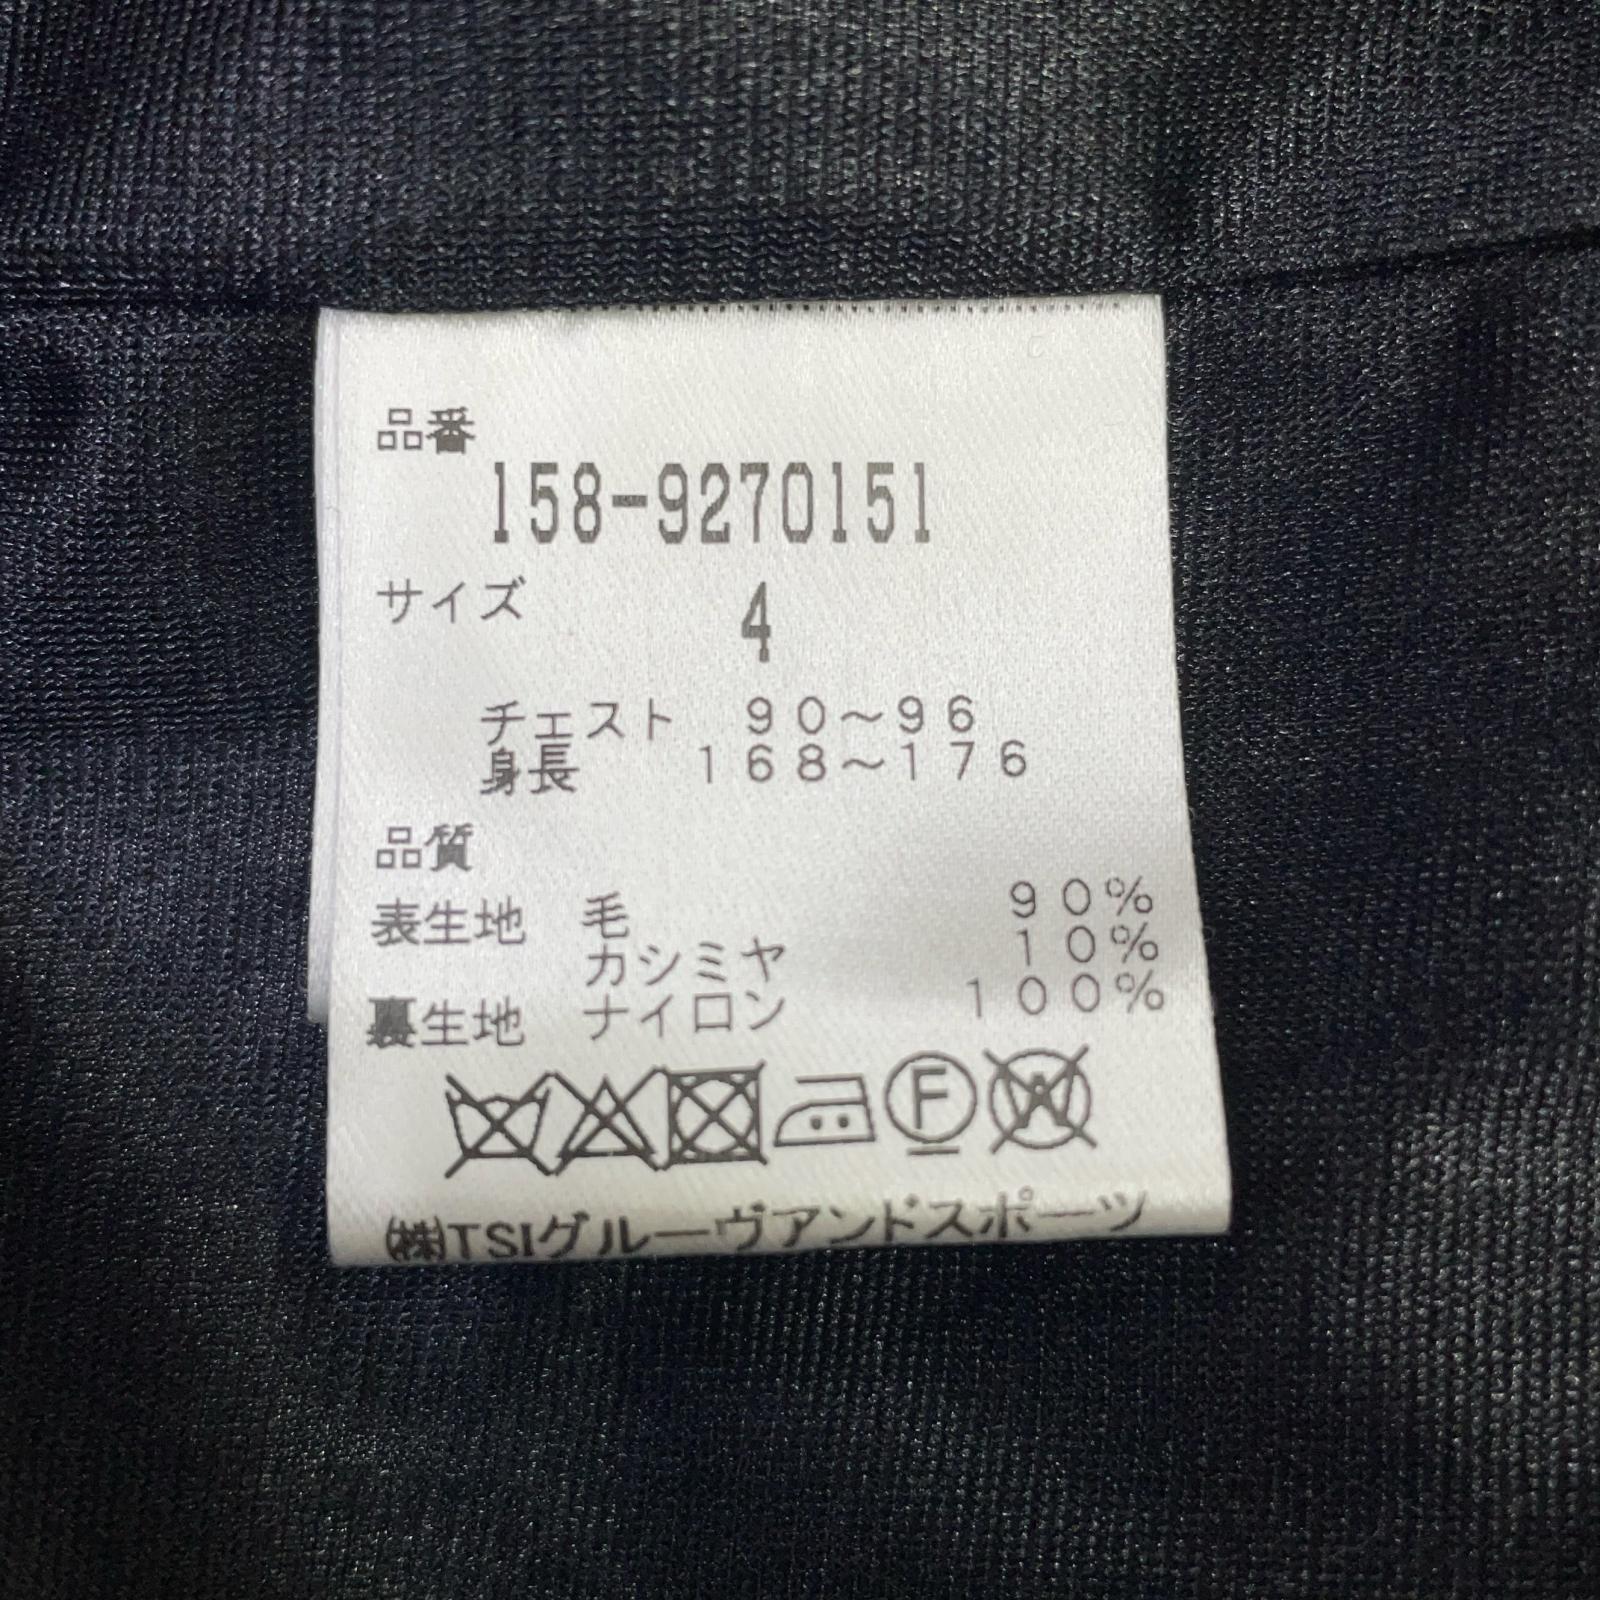 品番
158-9270151
サイズ 4
チェスト 90～96
身長 168～176
品質
表生地 毛 90%
カシミヤ 10%
裏生地 ナイロン 100%
F W
㈱TSIグルーヴアンドスポーツ